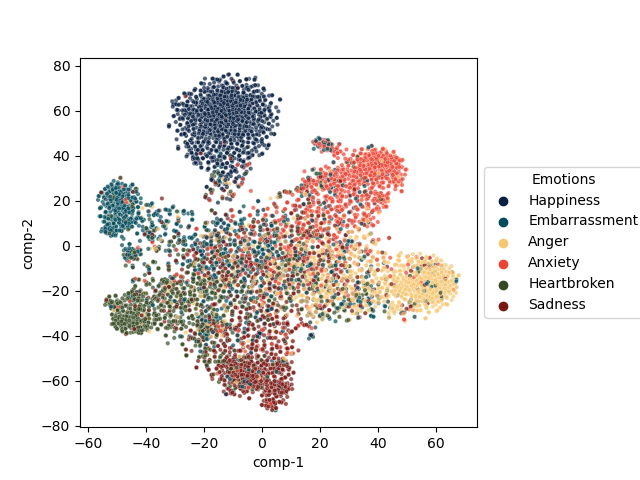 80
60
40
20
0
−20
−40
−60
−80
−60 −40 −20 0 20 40 60
comp-1
comp-2
Emotions
Happiness
Embarrassment
Anger
Anxiety
Heartbroken
Sadness